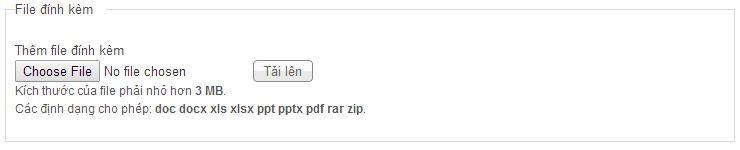 File đính kèm
Thêm file đính kèm
Choose File No file chosen Tải lên
Kích thước của file phải nhỏ hơn 3 MB.
Các định dạng cho phép: doc docx xls xlsx ppt pptx pdf rar zip.